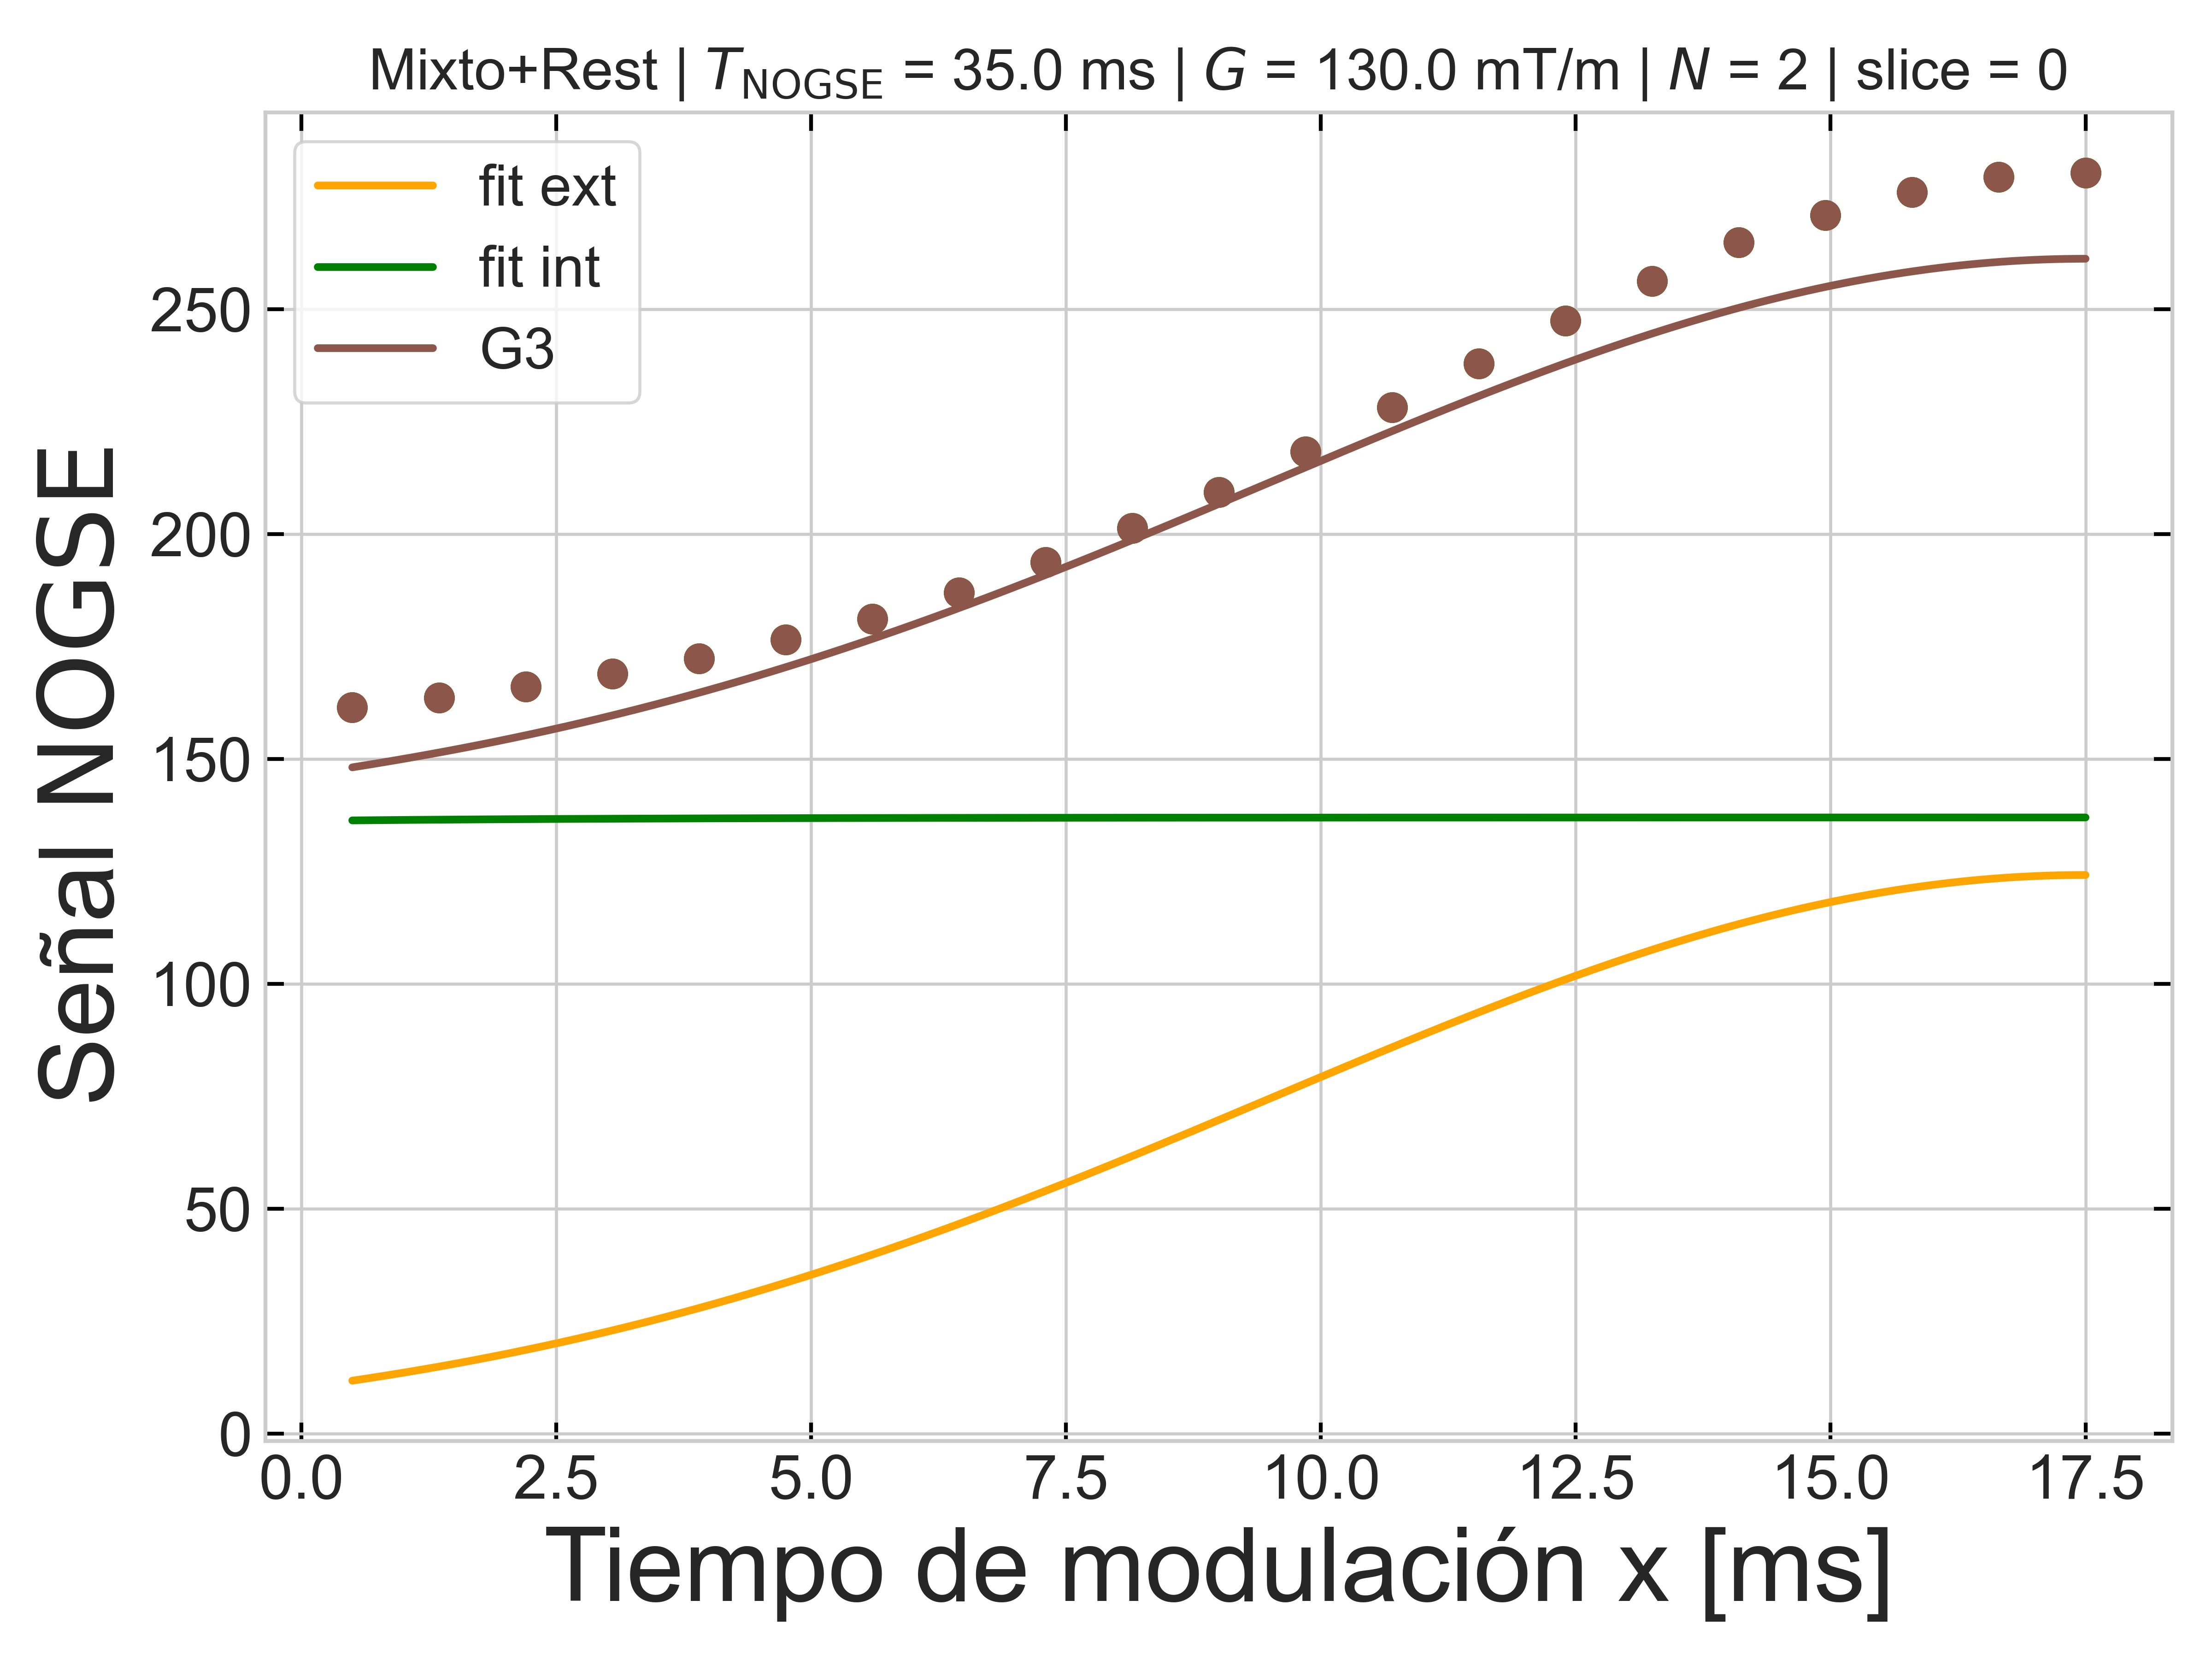 Mixto+Rest | T_NOGSE = 35.0 ms | G = 130.0 mT/m | N = 2 | slice = 0
fit ext
fit int
G3
Señal NOGSE
250
200
150
100
50
0
0.0 2.5 5.0 7.5 10.0 12.5 15.0 17.5
Tiempo de modulación x [ms]